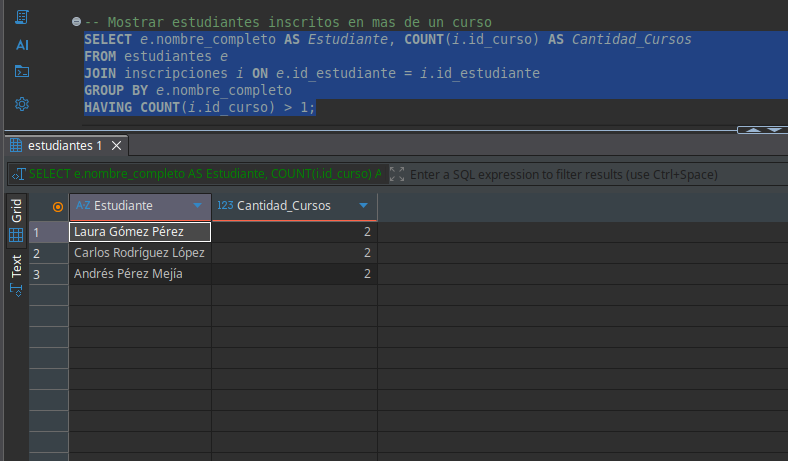 -- Mostrar estudiantes inscritos en mas de un curso
AI
SELECT e.nombre_completo AS Estudiante, COUNT(i.id_curso) AS Cantidad_Cursos
FROM estudiantes e
JOIN inscripciones i ON e.id_estudiante = i.id_estudiante
GROUP BY e.nombre_completo
HAVING COUNT(i.id_curso) > 1;
estudiantes 1
SELECT e.nombre_completo AS Estudiante, COUNT(i.id_curso) A
Enter a SQL expression to filter results (use Ctrl+Space)
Grid
Text
A-Z Estudiante 123 Cantidad_Cursos
1 Laura Gómez Pérez 2
2 Carlos Rodríguez López 2
3 Andrés Pérez Mejía 2